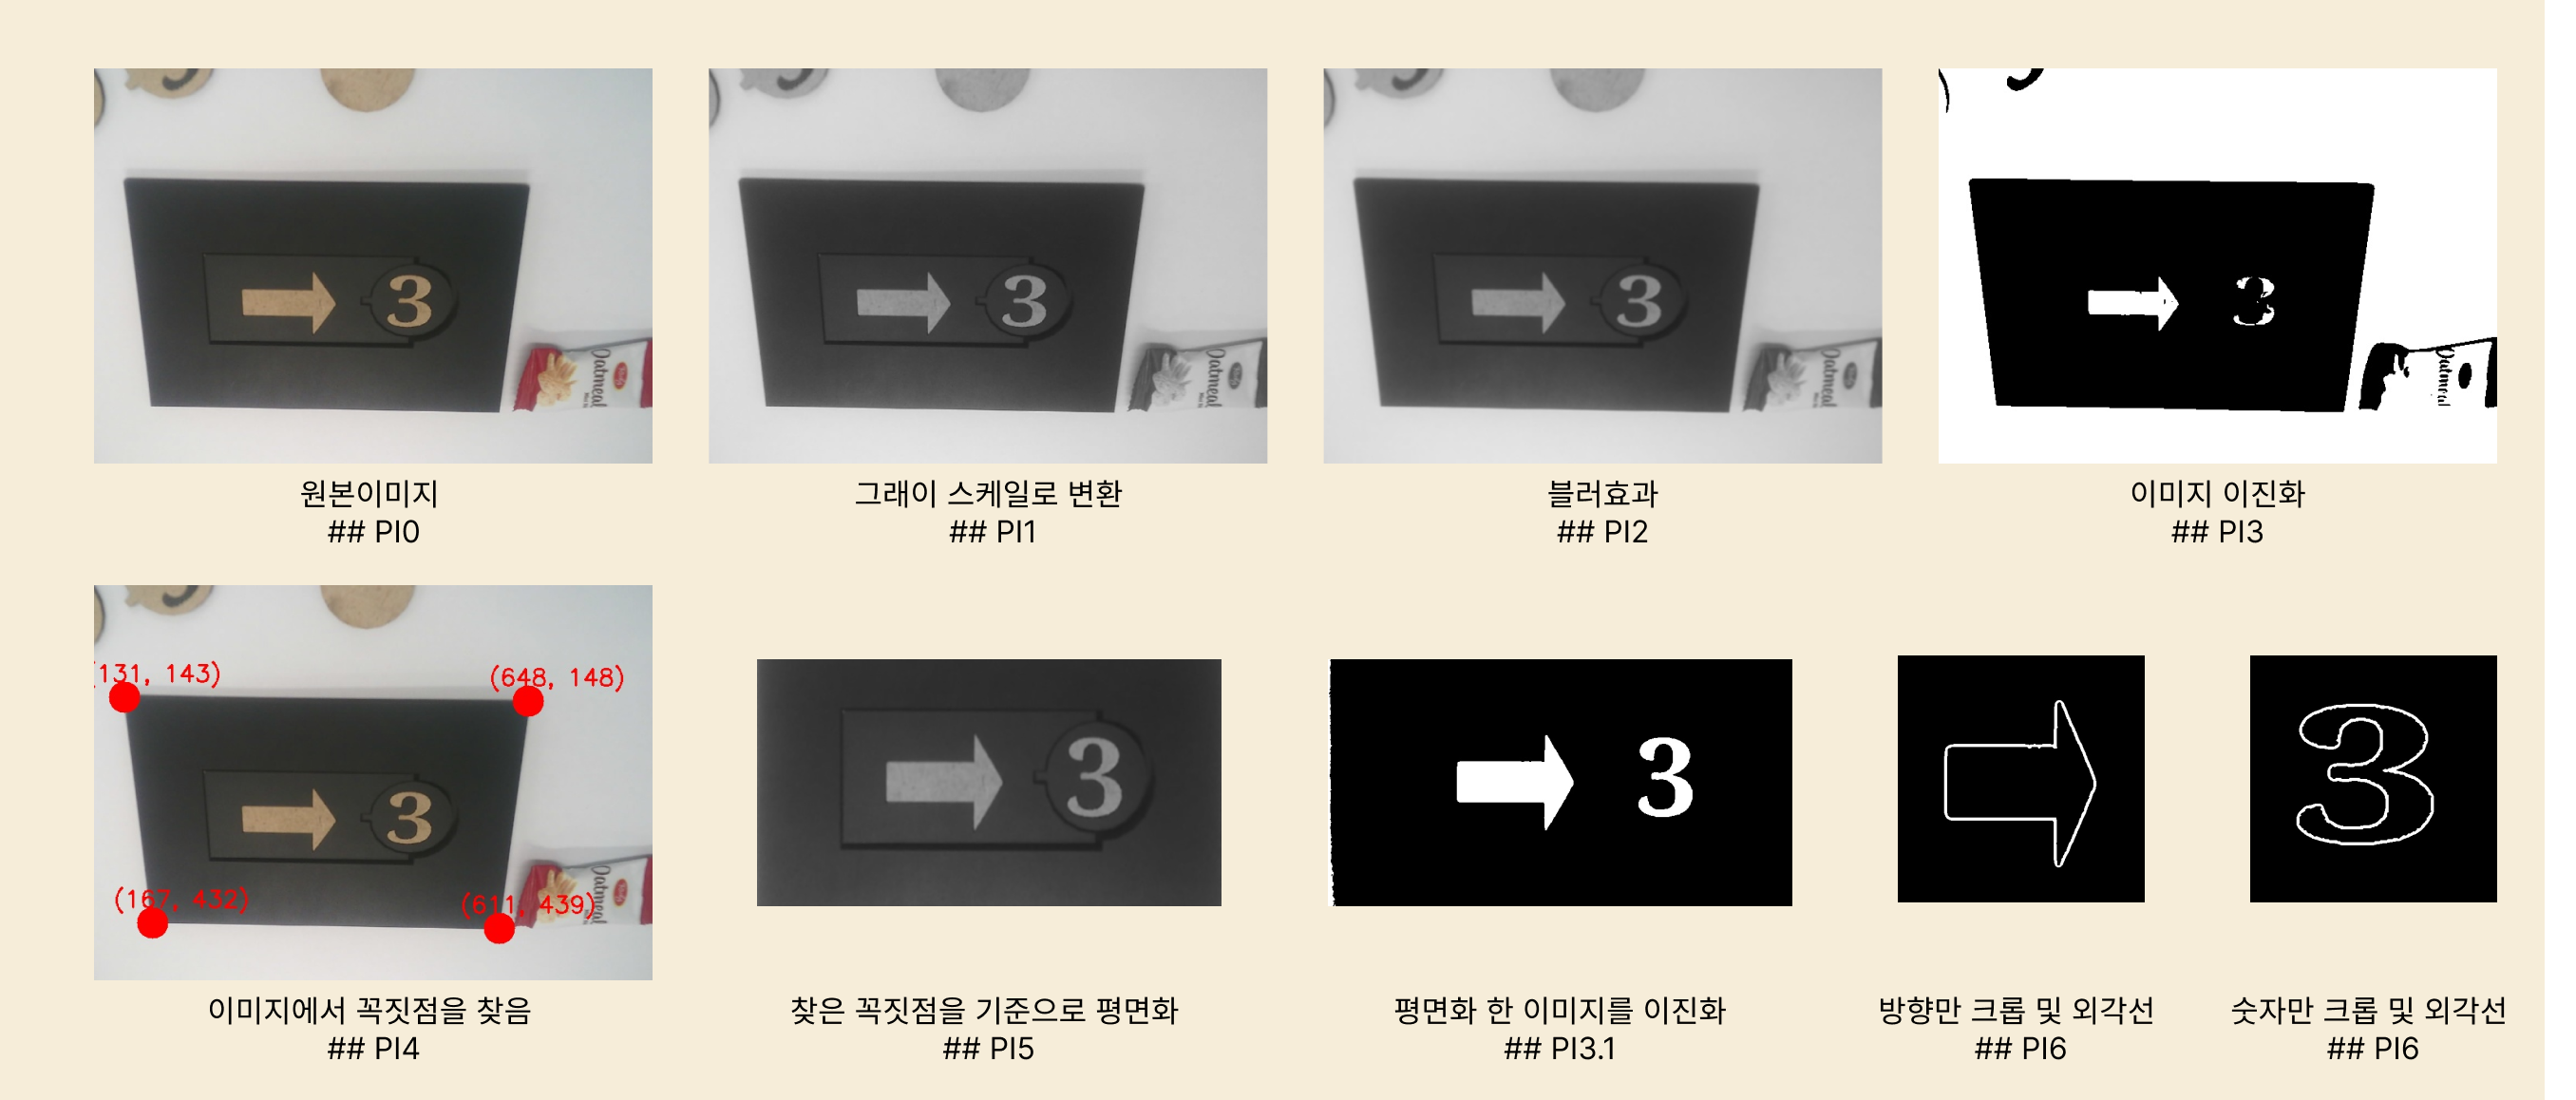 3
3
3
3
Oatmeal
Oatmeal
Oatmeal
Oatmeal
원본이미지
## PI0
그래이 스케일로 변환
## PI1
블러효과
## PI2
이미지 이진화
## PI3
(131, 143)
(648, 148)
3
3
3
3
(167, 432)
(611, 439)
Oatmeal
이미지에서 꼭짓점을 찾음
## PI4
찾은 꼭짓점을 기준으로 평면화
## PI5
평면화 한 이미지를 이진화
## PI3.1
방향만 크롭 및 외각선
## PI6
숫자만 크롭 및 외각선
## PI6